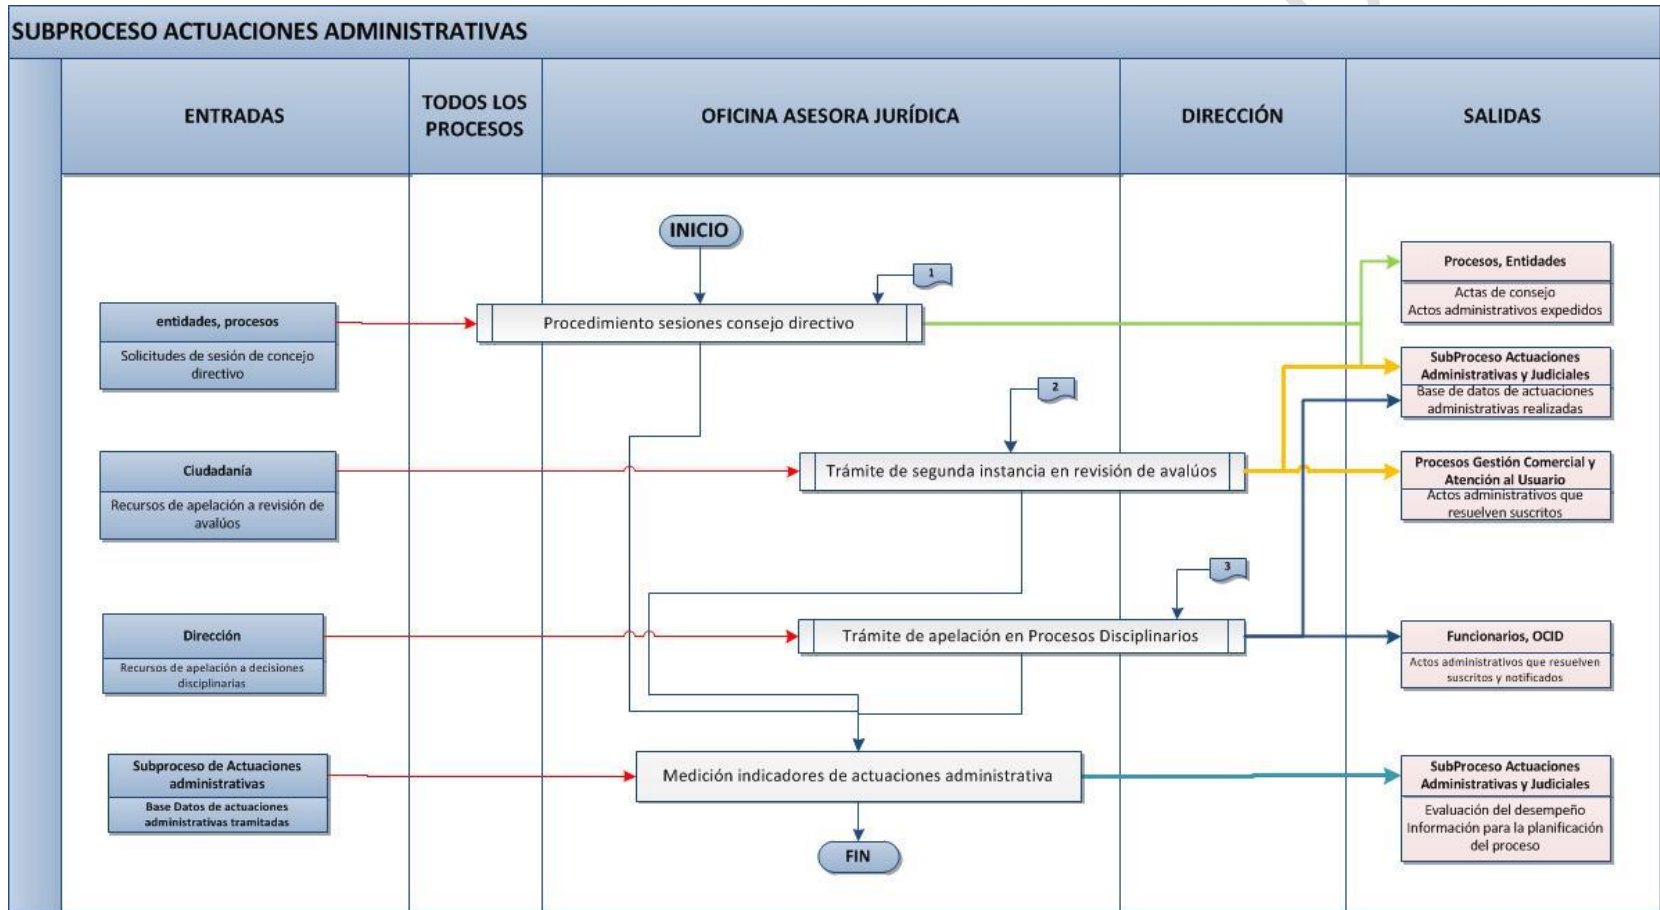 SUBPROCESO ACTUACIONES ADMINISTRATIVAS
ENTRADAS
TODOS LOS
PROCESOS
OFICINA ASESORA JURÍDICA
DIRECCIÓN
SALIDAS
INICIO
1
entidades, procesos
Solicitudes de sesión de concejo
directivo
Procedimiento sesiones consejo directivo
Procesos, Entidades
Actas de consejo
Actos administrativos expedidos
SubProceso Actuaciones
Administrativas y Judiciales
Base de datos de actuaciones
administrativas realizadas
2
Ciudadanía
Recursos de apelación a revisión de
avalúos
Trámite de segunda instancia en revisión de avalúos
Procesos Gestión Comercial y
Atención al Usuario
Actos administrativos que
resuelven suscritos
3
Dirección
Recursos de apelación a decisiones
disciplinarias
Trámite de apelación en Procesos Disciplinarios
Funcionarios, OCID
Actos administrativos que resuelven
suscritos y notificados
Subproceso de Actuaciones
administrativas
Base Datos de actuaciones
administrativas tramitadas
Medición indicadores de actuaciones administrativa
SubProceso Actuaciones
Administrativas y Judiciales
Evaluación del desempeño
Información para la planificación
del proceso
FIN